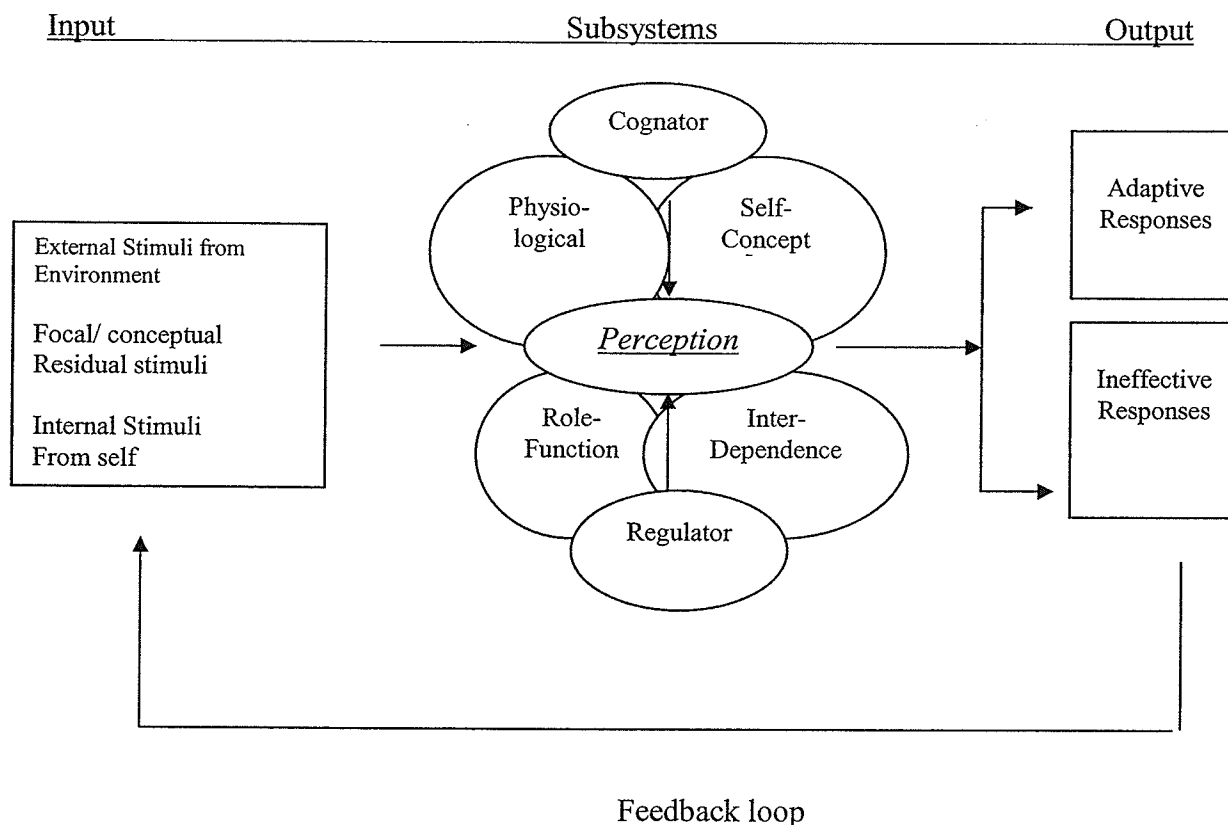 Input Subsystems Output
Cognator
Physio-
logical
Self-
Concept
External Stimuli from
Environment
Focal/ conceptual
Residual stimuli
Internal Stimuli
From self
Perception
Role-
Function
Inter-
Dependence
Regulator
Adaptive
Responses
Ineffective
Responses
Feedback loop